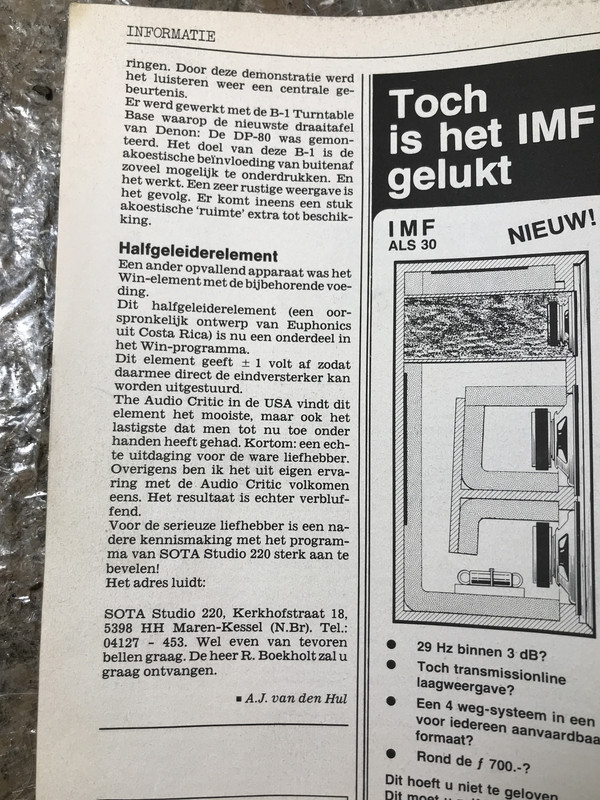 INFORMATIE
ringen. Door deze demonstratie werd
het luisteren weer een centrale ge-
beurtenis.
Er werd gewerkt met de B-1 Turntable
Base waarop de nieuwste draaitafel
van Denon: De DP-80 was gemon-
teerd. Het doel van deze B-1 is de
akoestische beïnvloeding van buitenaf
zoveel mogelijk te onderdrukken. En
het werkt. Een zeer rustige weergave is
het gevolg. Er komt ineens een stuk
akoestische 'ruimte' extra tot beschik-
king.
Halfgeleiderelement
Een ander opvallend apparaat was het
Win-element met de bijbehorende voe-
ding.
Dit halfgeleiderelement (een oor-
spronkelijk ontwerp van Euphonics
uit Costa Rica) is nu een onderdeel in
het Win-programma.
Dit element geeft ± 1 volt af zodat
daarmee direct de eindversterker kan
worden uitgestuurd.
The Audio Critic in de USA vindt dit
element het mooiste, maar ook het
lastigste dat men tot nu toe onder
handen heeft gehad. Kortom: een ech-
te uitdaging voor de ware liefhebber.
Overigens ben ik het uit eigen erva-
ring met de Audio Critic volkomen
eens. Het resultaat is echter verbluf-
fend.
Voor de serieuze liefhebber is een na-
dere kennismaking met het program-
ma van SOTA Studio 220 sterk aan te
bevelen!
Het adres luidt:
SOTA Studio 220, Kerkhofstraat 18,
5398 HH Maren-Kessel (N.Br). Tel.:
04127 - 453. Wel even van tevoren
bellen graag. De heer R. Boekholt zal u
graag ontvangen.
■ A.J. van den Hul
Toch
is het IMF
gelukt
IMF
ALS 30
NIEUW!
● 29 Hz binnen 3 dB?
● Toch transmissionline
laagweergave?
● Een 4 weg-systeem in een
voor iedereen aanvaardbaa
formaat?
● Rond de ƒ 700.-?
Dit hoeft u niet te geloven
Dit moet u